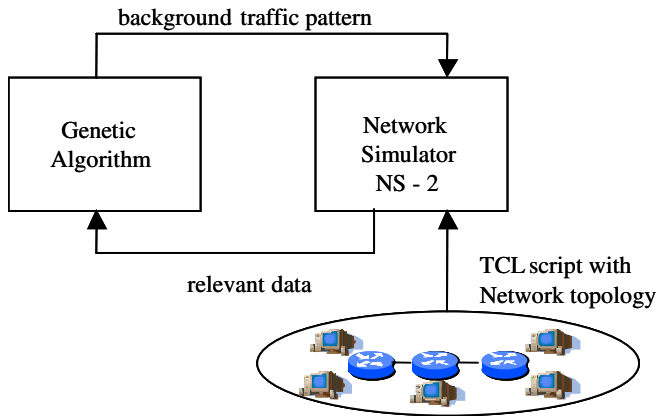 background traffic pattern
Genetic
Algorithm
Network
Simulator
NS - 2
relevant data
TCL script with
Network topology